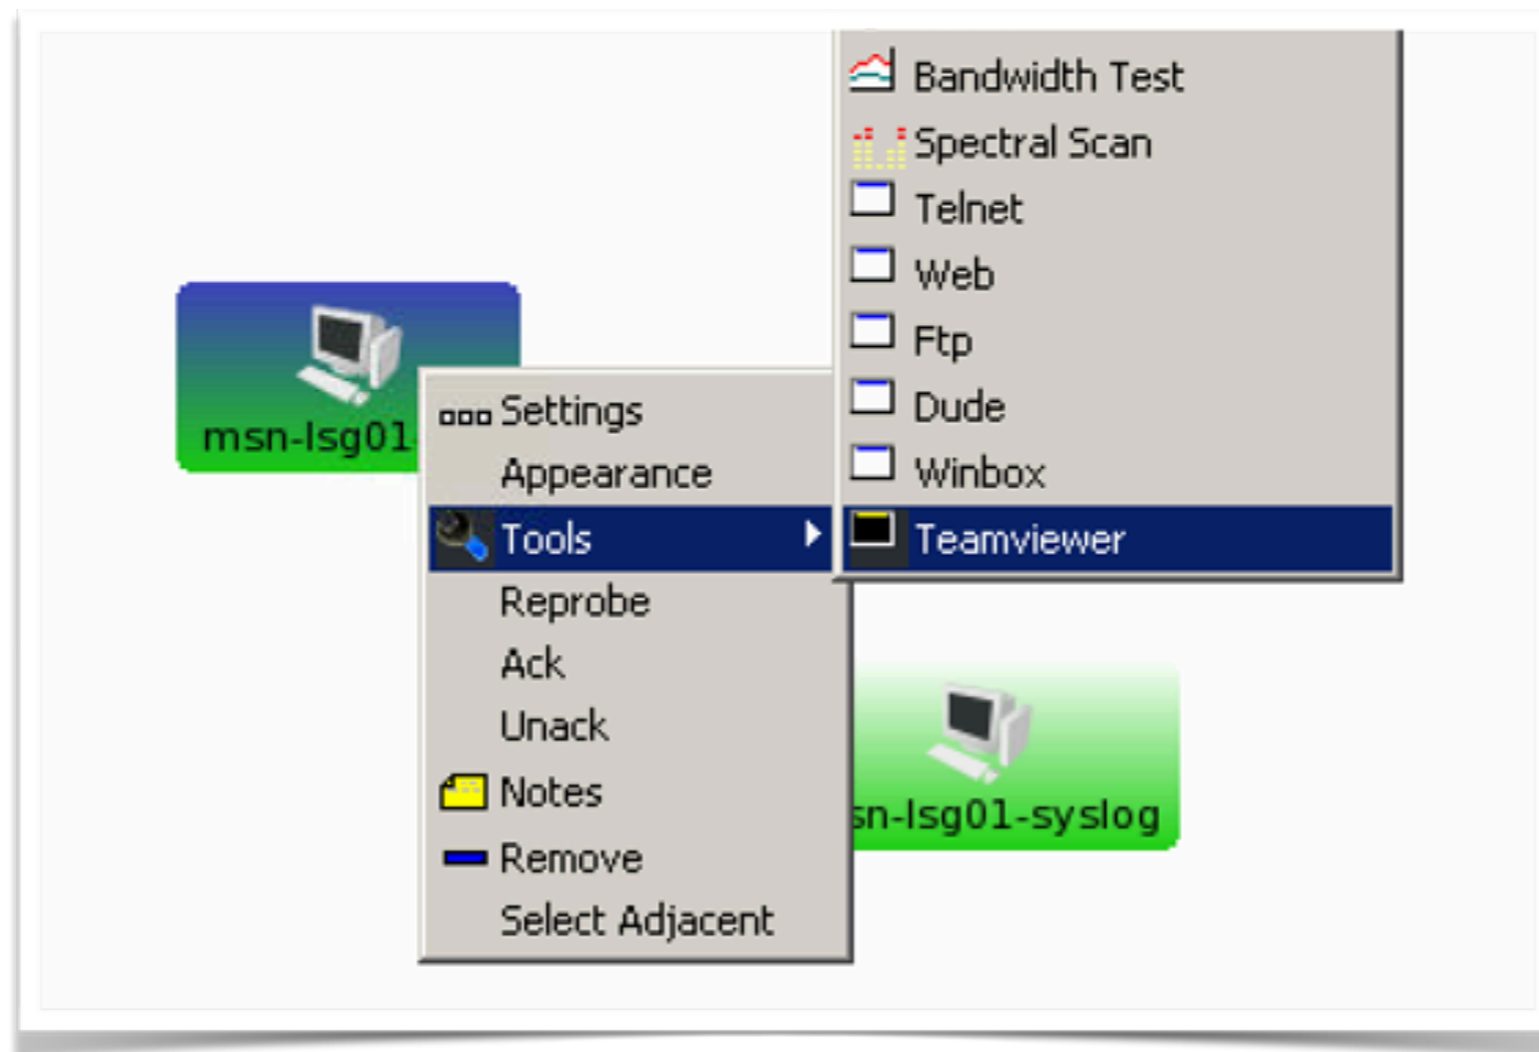 Bandwidth Test
Spectral Scan
Telnet
Web
Ftp
Dude
Winbox
Teamviewer
msn-lsg01-
Settings
Appearance
Tools
Reprobe
Ack
Unack
Notes
Remove
Select Adjacent
sn-lsg01-syslog